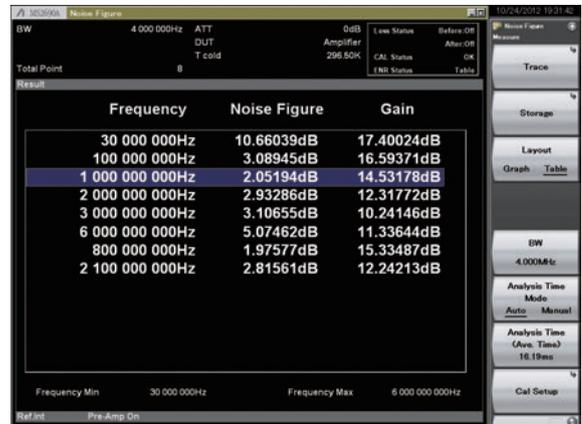 MS2690A Noise Figure
BW 4 000 000Hz ATT 0dB
DUT Amplifier
T cold 296.50K
Total Point 8
Loss Status Before:Off
After:Off
CAL Status OK
ENR Status Table
Result
Frequency Noise Figure Gain
30 000 000Hz 10.66039dB 17.40024dB
100 000 000Hz 3.08945dB 16.59371dB
1 000 000 000Hz 2.05194dB 14.53178dB
2 000 000 000Hz 2.93286dB 12.31772dB
3 000 000 000Hz 3.10655dB 10.24146dB
6 000 000 000Hz 5.07462dB 11.33644dB
800 000 000Hz 1.97577dB 15.33487dB
2 100 000 000Hz 2.81561dB 12.24213dB
Frequency Min 30 000 000Hz Frequency Max 6 000 000 000Hz
Ref.Int Pre-Amp On
10/24/2012 19:31:42
Noise Figure
Measure
Trace
Storage
Layout
Graph Table
BW
4.000MHz
Analysis Time
Mode
Auto Manual
Analysis Time
(Ave. Time)
16.19ms
Cal Setup